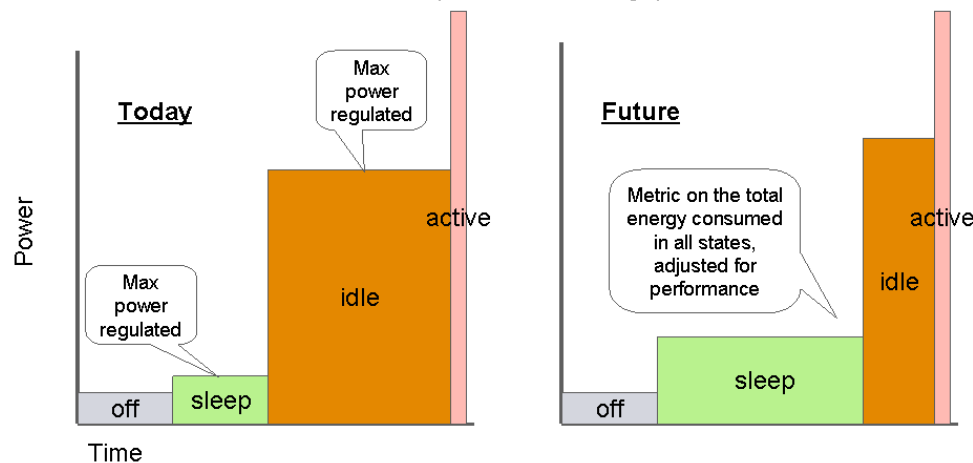 Today
Max
power
regulated
Max
power
regulated
Power
off
sleep
idle
active
Time
Future
Metric on the total
energy consumed
in all states,
adjusted for
performance
off
sleep
idle
active